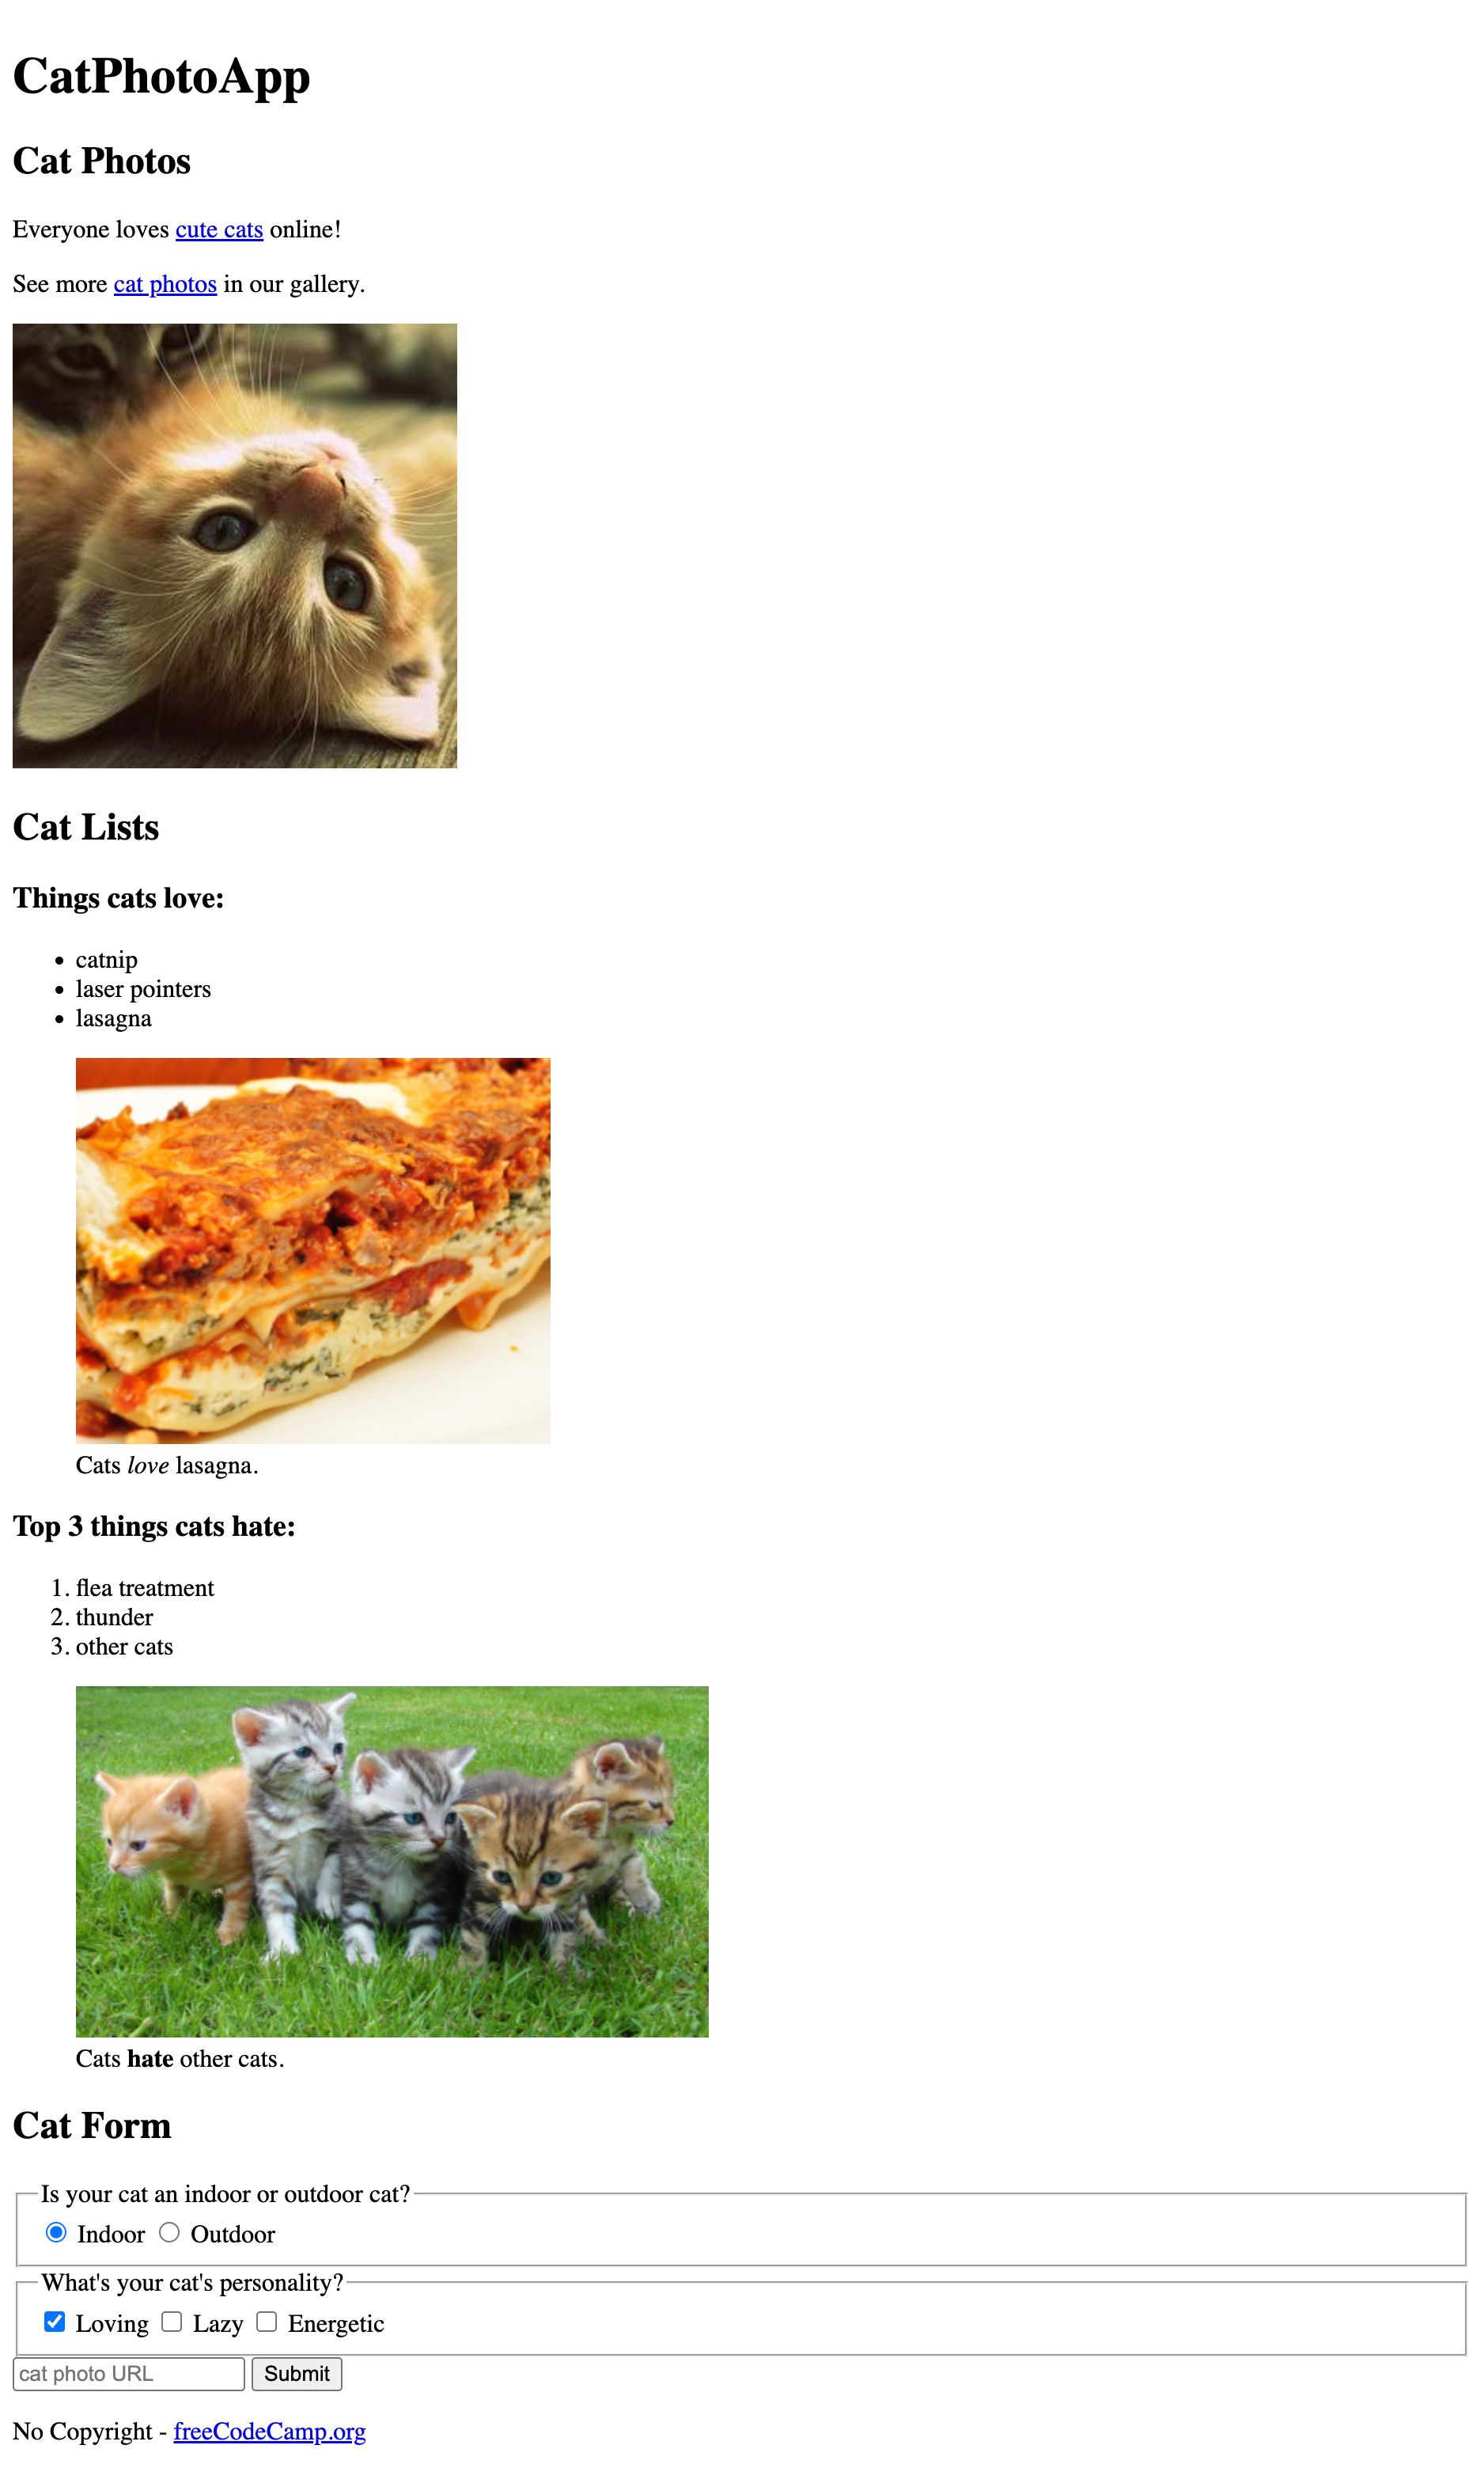 CatPhotoApp
Cat Photos
Everyone loves cute cats online!
See more cat photos in our gallery.
Cat Lists
Things cats love:
• catnip
• laser pointers
• lasagna
Cats love lasagna.
Top 3 things cats hate:
1. flea treatment
2. thunder
3. other cats
Cats hate other cats.
Cat Form
Is your cat an indoor or outdoor cat?
Indoor Outdoor
What's your cat's personality?
Loving Lazy Energetic
cat photo URL Submit
No Copyright - freeCodeCamp.org